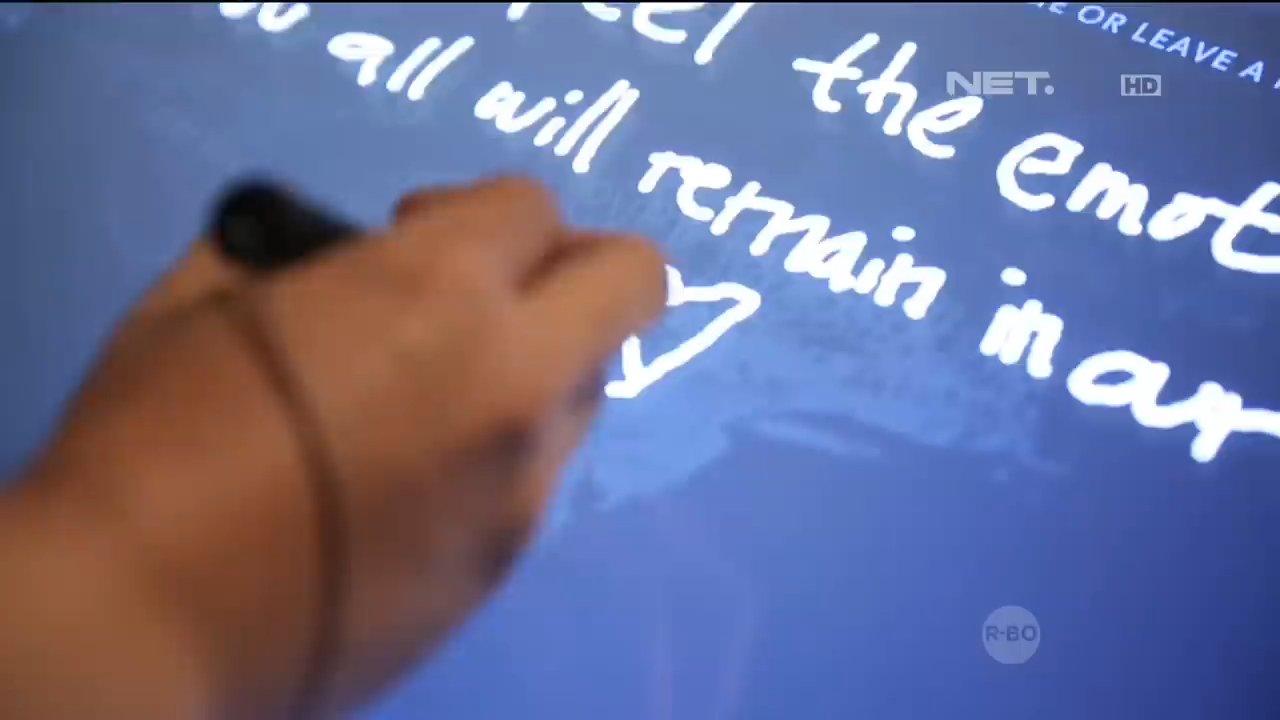 feel the emot
all will remain in ar
OR LEAVE A
NET.
HD
R-BO